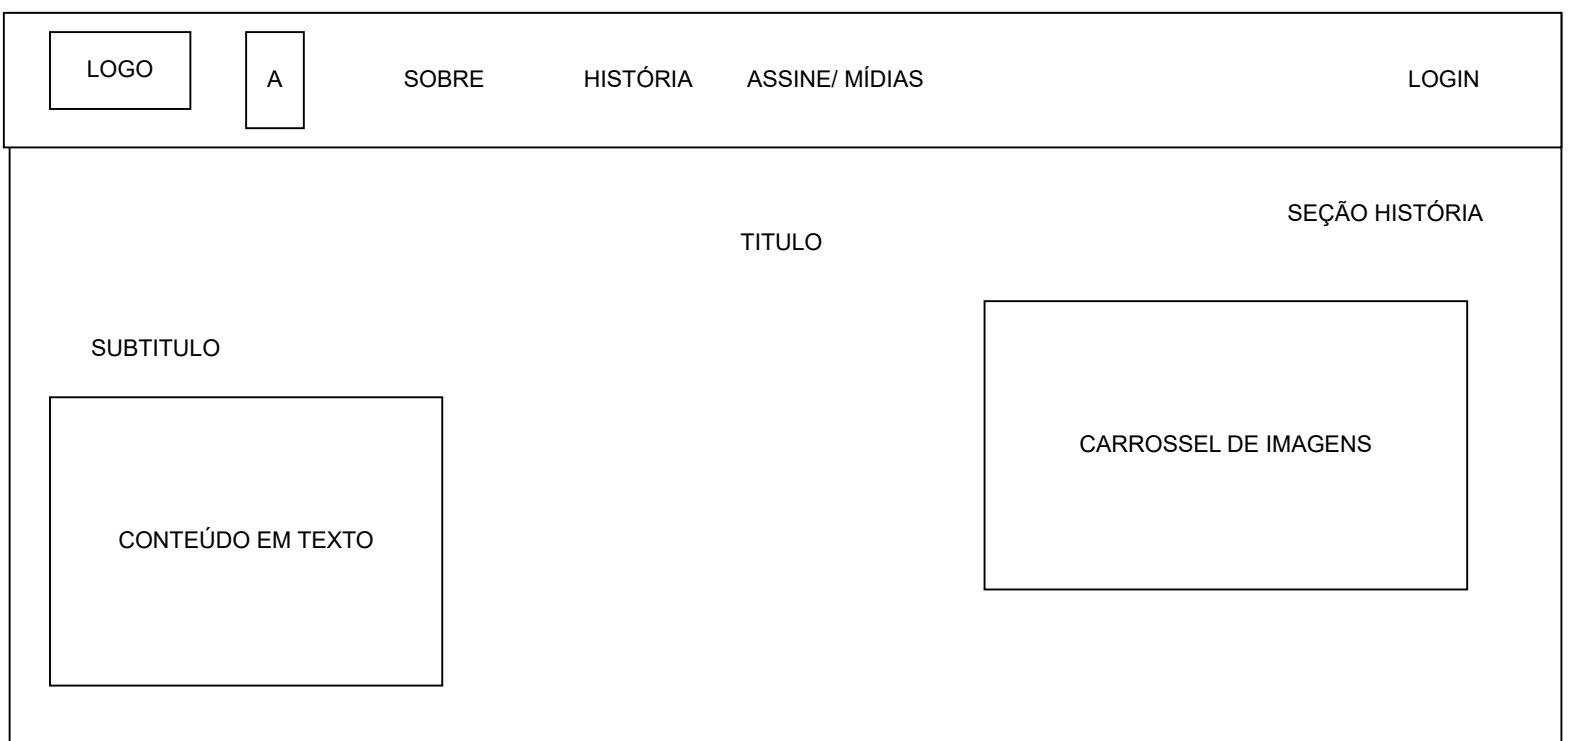 LOGO
A
SOBRE
HISTÓRIA
ASSINE/ MÍDIAS
LOGIN
SEÇÃO HISTÓRIA
TITULO
SUBTITULO
CARROSSEL DE IMAGENS
CONTEÚDO EM TEXTO